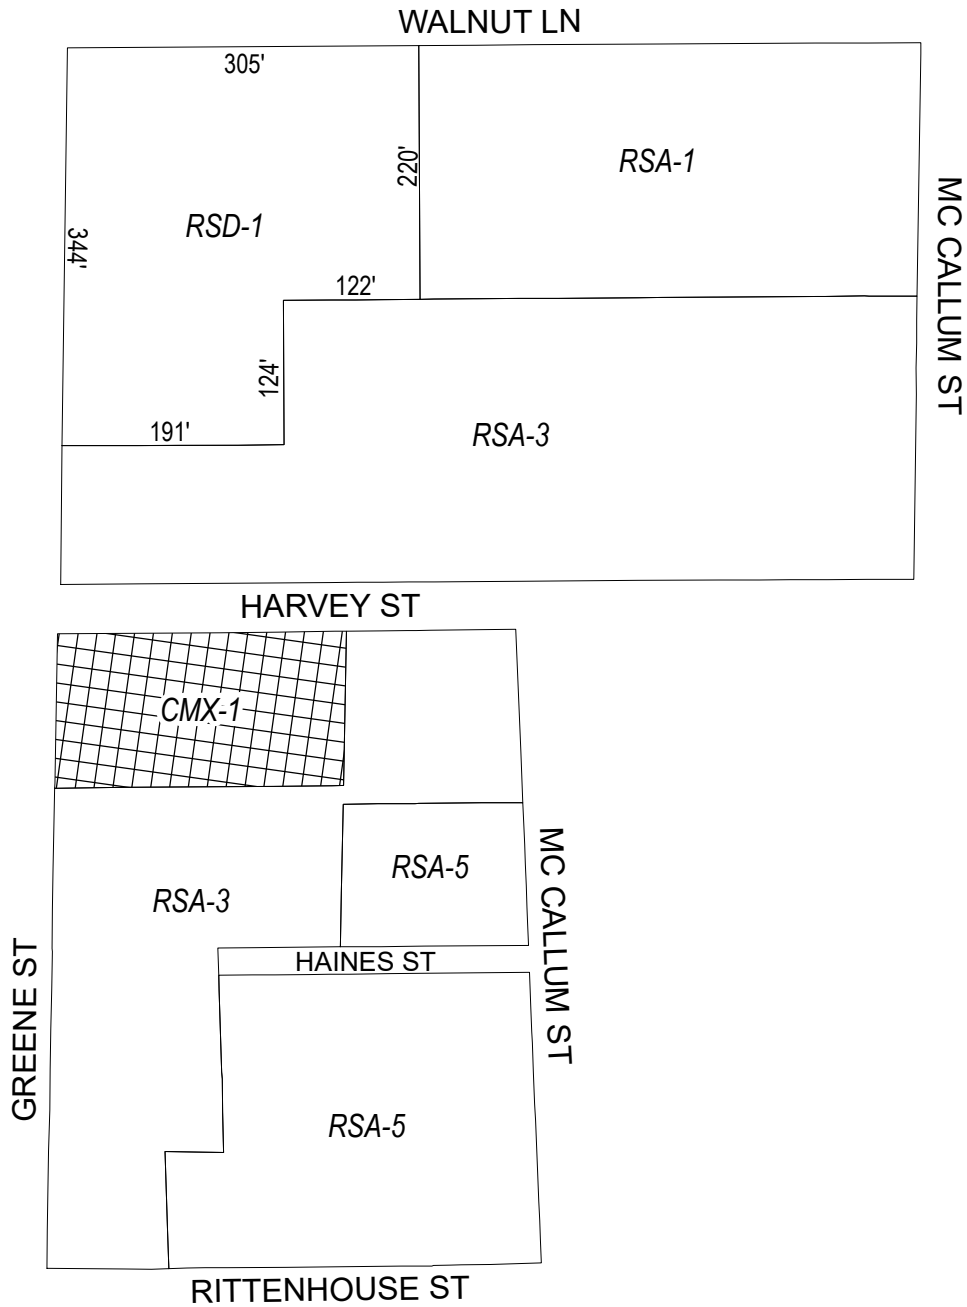 WALNUT LN
305'
220'
RSA-1
MC CALLUM ST
RSD-1
344'
122'
124'
191'
RSA-3
HARVEY ST
CMX-1
RSA-5
MC CALLUM ST
RSA-3
GREENE ST
HAINES ST
RSA-5
RITTENHOUSE ST